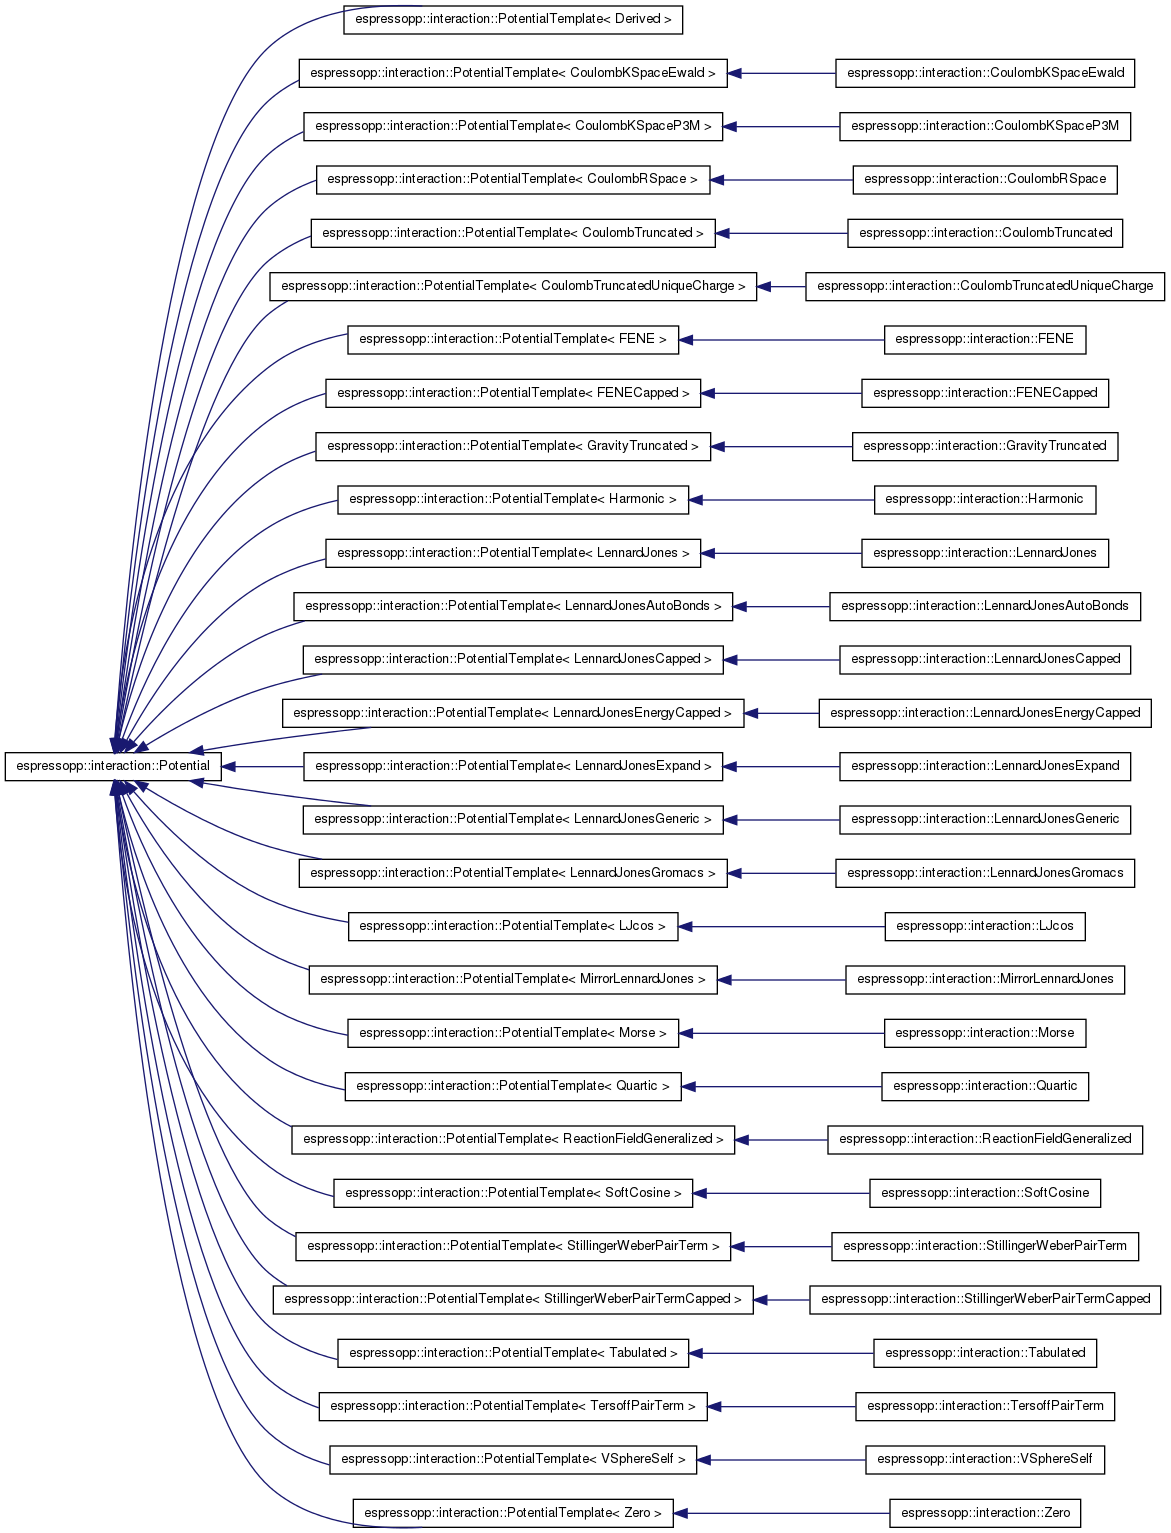 espressopp::interaction::PotentialTemplate< Derived >
espressopp::interaction::PotentialTemplate< CoulombKSpaceEwald >
espressopp::interaction::CoulombKSpaceEwald
espressopp::interaction::PotentialTemplate< CoulombKSpaceP3M >
espressopp::interaction::CoulombKSpaceP3M
espressopp::interaction::PotentialTemplate< CoulombRSpace >
espressopp::interaction::CoulombRSpace
espressopp::interaction::PotentialTemplate< CoulombTruncated >
espressopp::interaction::CoulombTruncated
espressopp::interaction::PotentialTemplate< CoulombTruncatedUniqueCharge >
espressopp::interaction::CoulombTruncatedUniqueCharge
espressopp::interaction::PotentialTemplate< FENE >
espressopp::interaction::FENE
espressopp::interaction::PotentialTemplate< FENECapped >
espressopp::interaction::FENECapped
espressopp::interaction::PotentialTemplate< GravityTruncated >
espressopp::interaction::GravityTruncated
espressopp::interaction::PotentialTemplate< Harmonic >
espressopp::interaction::Harmonic
espressopp::interaction::PotentialTemplate< LennardJones >
espressopp::interaction::LennardJones
espressopp::interaction::PotentialTemplate< LennardJonesAutoBonds >
espressopp::interaction::LennardJonesAutoBonds
espressopp::interaction::PotentialTemplate< LennardJonesCapped >
espressopp::interaction::LennardJonesCapped
espressopp::interaction::PotentialTemplate< LennardJonesEnergyCapped >
espressopp::interaction::LennardJonesEnergyCapped
espressopp::interaction::Potential
espressopp::interaction::PotentialTemplate< LennardJonesExpand >
espressopp::interaction::LennardJonesExpand
espressopp::interaction::PotentialTemplate< LennardJonesGeneric >
espressopp::interaction::LennardJonesGeneric
espressopp::interaction::PotentialTemplate< LennardJonesGromacs >
espressopp::interaction::LennardJonesGromacs
espressopp::interaction::PotentialTemplate< LJcos >
espressopp::interaction::LJcos
espressopp::interaction::PotentialTemplate< MirrorLennardJones >
espressopp::interaction::MirrorLennardJones
espressopp::interaction::PotentialTemplate< Morse >
espressopp::interaction::Morse
espressopp::interaction::PotentialTemplate< Quartic >
espressopp::interaction::Quartic
espressopp::interaction::PotentialTemplate< ReactionFieldGeneralized >
espressopp::interaction::ReactionFieldGeneralized
espressopp::interaction::PotentialTemplate< SoftCosine >
espressopp::interaction::SoftCosine
espressopp::interaction::PotentialTemplate< StillingerWeberPairTerm >
espressopp::interaction::StillingerWeberPairTerm
espressopp::interaction::PotentialTemplate< StillingerWeberPairTermCapped >
espressopp::interaction::StillingerWeberPairTermCapped
espressopp::interaction::PotentialTemplate< Tabulated >
espressopp::interaction::Tabulated
espressopp::interaction::PotentialTemplate< TersoffPairTerm >
espressopp::interaction::TersoffPairTerm
espressopp::interaction::PotentialTemplate< VSphereSelf >
espressopp::interaction::VSphereSelf
espressopp::interaction::PotentialTemplate< Zero >
espressopp::interaction::Zero